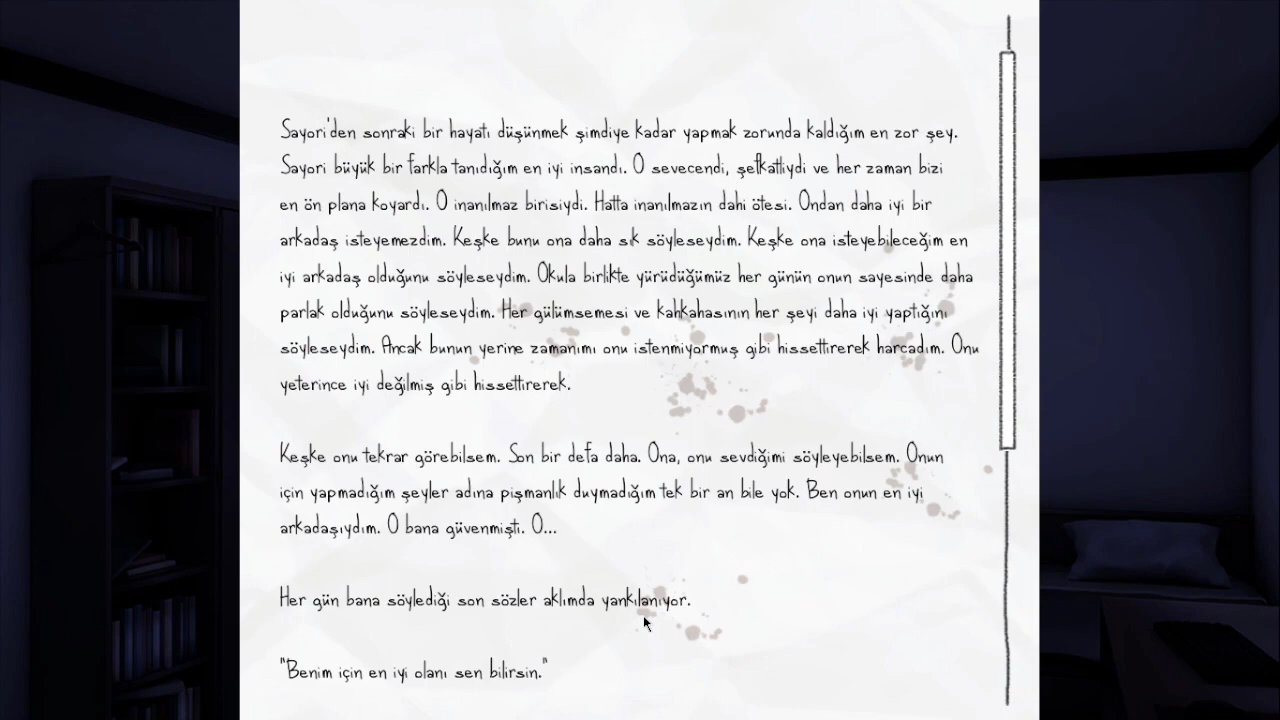 Sayori'den sonraki bir hayatı düşünmek şimdiye kadar yapmak zorunda kaldığım en zor şey.
Sayori büyük bir farkla tanıdığım en iyi insandı. O sevecendi, şefkatliydi ve her zaman bizi
en ön plana koyardı. O inanılmaz birisiydi. Hatta inanılmazın dahi ötesi. Ondan daha iyi bir
arkadaş isteyemezdim. Keşke bunu ona daha sık söyleseydim. Keşke ona isteyebileceğim en
iyi arkadaş olduğunu söyleseydim. Okula birlikte yürüdüğümüz her günün onun sayesinde daha
parlak olduğunu söyleseydim. Her gülümsemesi ve kahkahasının her şeyi daha iyi yaptığını
söyleseydim. Ancak bunun yerine zamanımı onu istenmiyormuş gibi hissettirerek harcadım. Onu
yeterince iyi değilmiş gibi hissettirerek.
Keşke onu tekrar görebilsem. Son bir defa daha. Ona, onu sevdiğimi söyleyebilsem. Onun
için yapmadığım şeyler adına pişmanlık duymadığım tek bir an bile yok. Ben onun en iyi
arkadaşıydım. O bana güvenmişti. O...
Her gün bana söylediği son sözler aklımda yankılanıyor.
"Benim için en iyi olanı sen bilirsin."